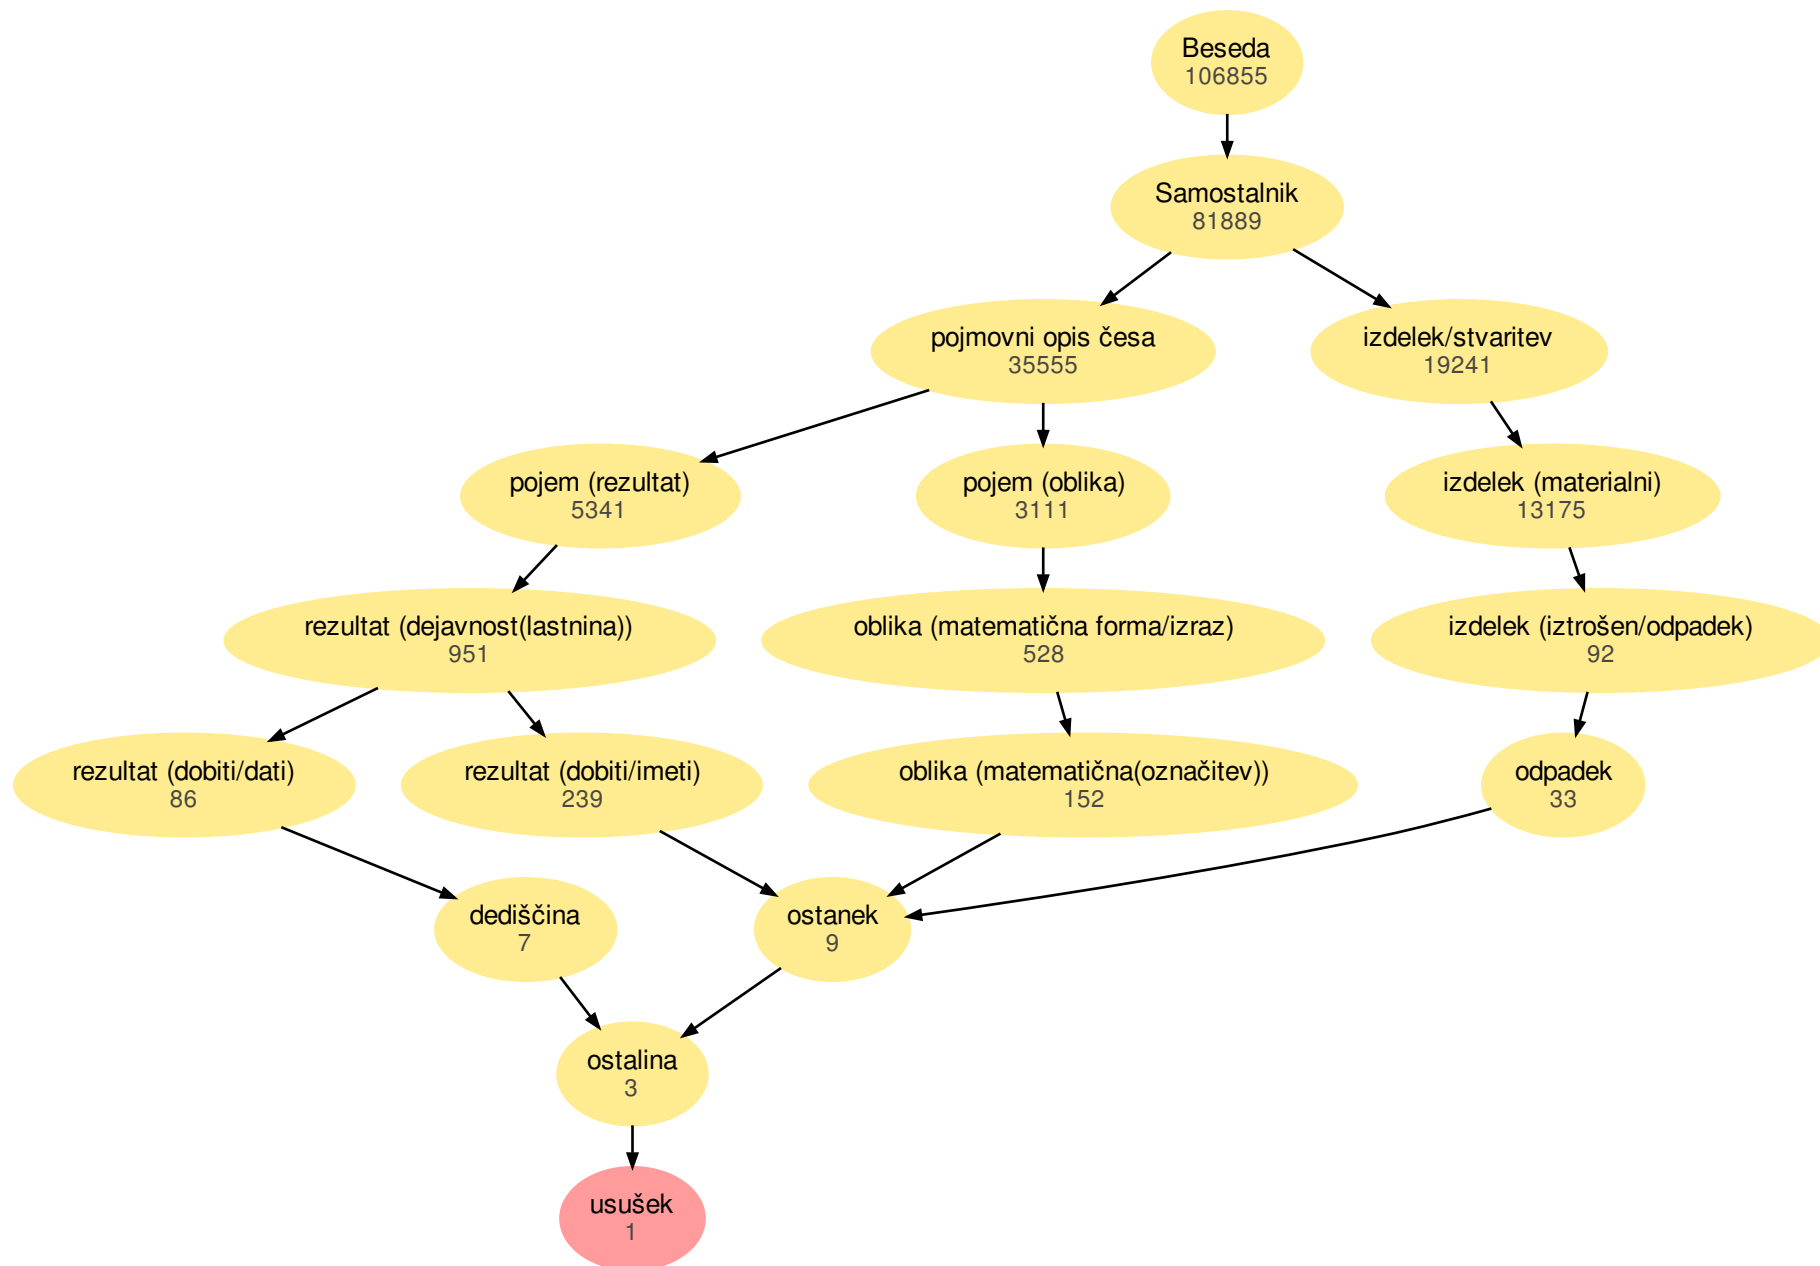 Beseda
106855
Samostalnik
81889
pojmovni opis česa
35555
izdelek/stvaritev
19241
pojem (rezultat)
5341
pojem (oblika)
3111
izdelek (materialni)
13175
rezultat (dejavnost(lastnina))
951
oblika (matematična forma/izraz)
528
izdelek (iztrošen/odpadek)
92
rezultat (dobiti/dati)
86
rezultat (dobiti/imeti)
239
oblika (matematična(označitev))
152
odpadek
33
dediščina
7
ostanek
9
ostalina
3
usušek
1